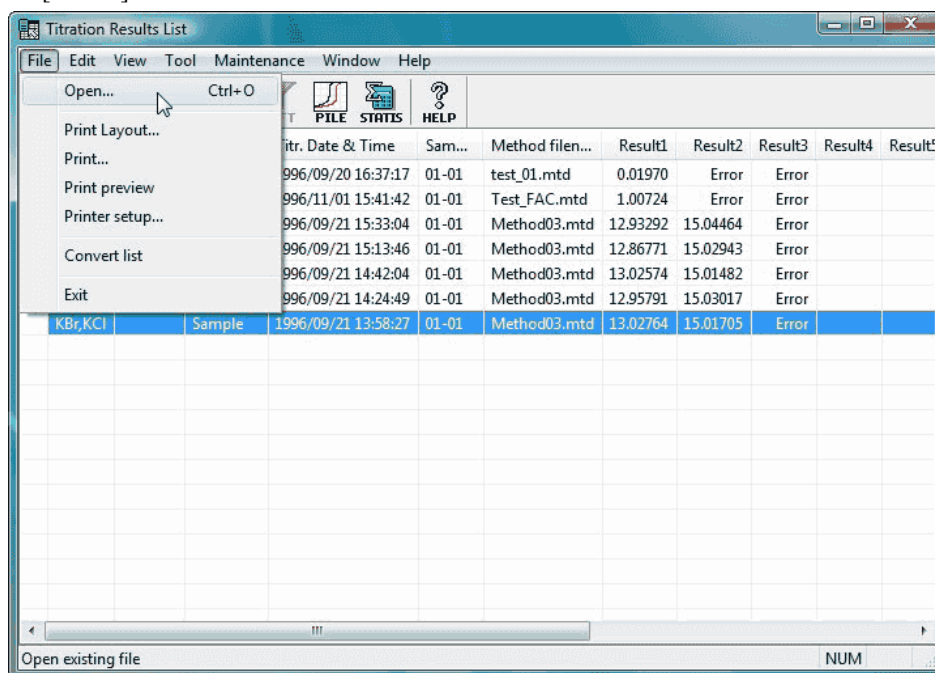 Titration Results List
File Edit View Tool Maintenance Window Help
Open... Ctrl+O
Print Layout...
Print...
Print preview
Printer setup...
Convert list
Exit
PILE STATIS HELP
Titr. Date & Time Sam... Method filen... Result1 Result2 Result3 Result4 Result5
1996/09/20 16:37:17 01-01 test_01.mtd 0.01970 Error Error
1996/11/01 15:41:42 01-01 Test_FAC.mtd 1.00724 Error Error
1996/09/21 15:33:04 01-01 Method03.mtd 12.93292 15.04464 Error
1996/09/21 15:13:46 01-01 Method03.mtd 12.86771 15.02943 Error
1996/09/21 14:42:04 01-01 Method03.mtd 13.02574 15.01482 Error
1996/09/21 14:24:49 01-01 Method03.mtd 12.95791 15.03017 Error
KBr,KCl Sample 1996/09/21 13:58:27 01-01 Method03.mtd 13.02764 15.01705 Error
Open existing file NUM